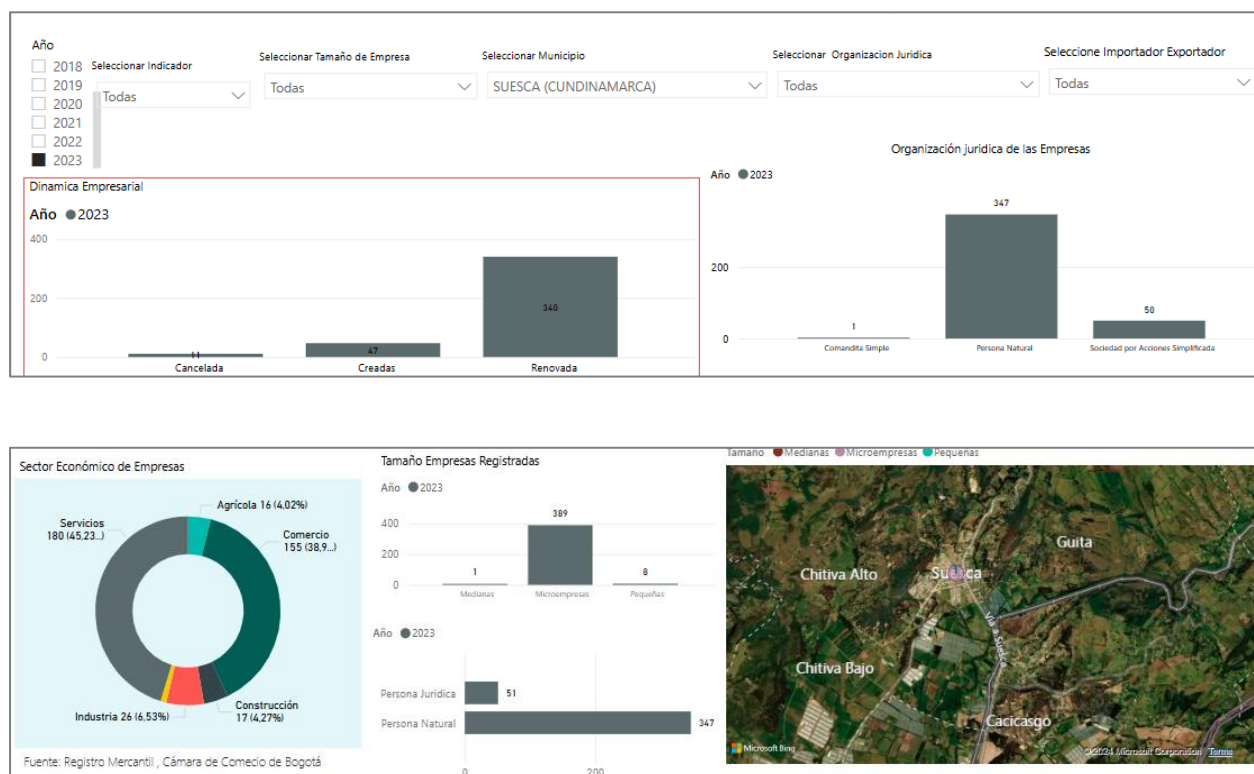 Año
2018
2019
2020
2021
2022
2023
Seleccionar Indicador
Todas
Seleccionar Tamaño de Empresa
Todas
Seleccionar Municipio
SUESCA (CUNDINAMARCA)
Seleccionar Organizacion Juridica
Todas
Seleccione Importador Exportador
Todas
Dinamica Empresarial
Año 2023
400
200
0
11
47
340
Cancelada
Creadas
Renovada
Organización juridica de las Empresas
Año 2023
200
0
1
347
50
Comandita Simple
Persona Natural
Sociedad por Acciones Simplificada
Sector Económico de Empresas
Agrícola 16 (4,02%)
Servicios
180 (45,23...)
Comercio
155 (38,9...)
Construcción
17 (4,27%)
Industria 26 (6,53%)
Fuente: Registro Mercantil , Cámara de Comecio de Bogotá
Tamaño Empresas Registradas
Año 2023
400
200
0
1
389
8
Medianas
Microempresas
Pequeñas
Año 2023
Persona Juridica
51
Persona Natural
347
0
200
Tamaño Medianas Microempresas Pequeñas
Guita
Chitiva Alto
Suesca
Vía a Suesca
Chitiva Bajo
Cacicasgo
Microsoft Bing
©2024 Microsoft Corporation Terms